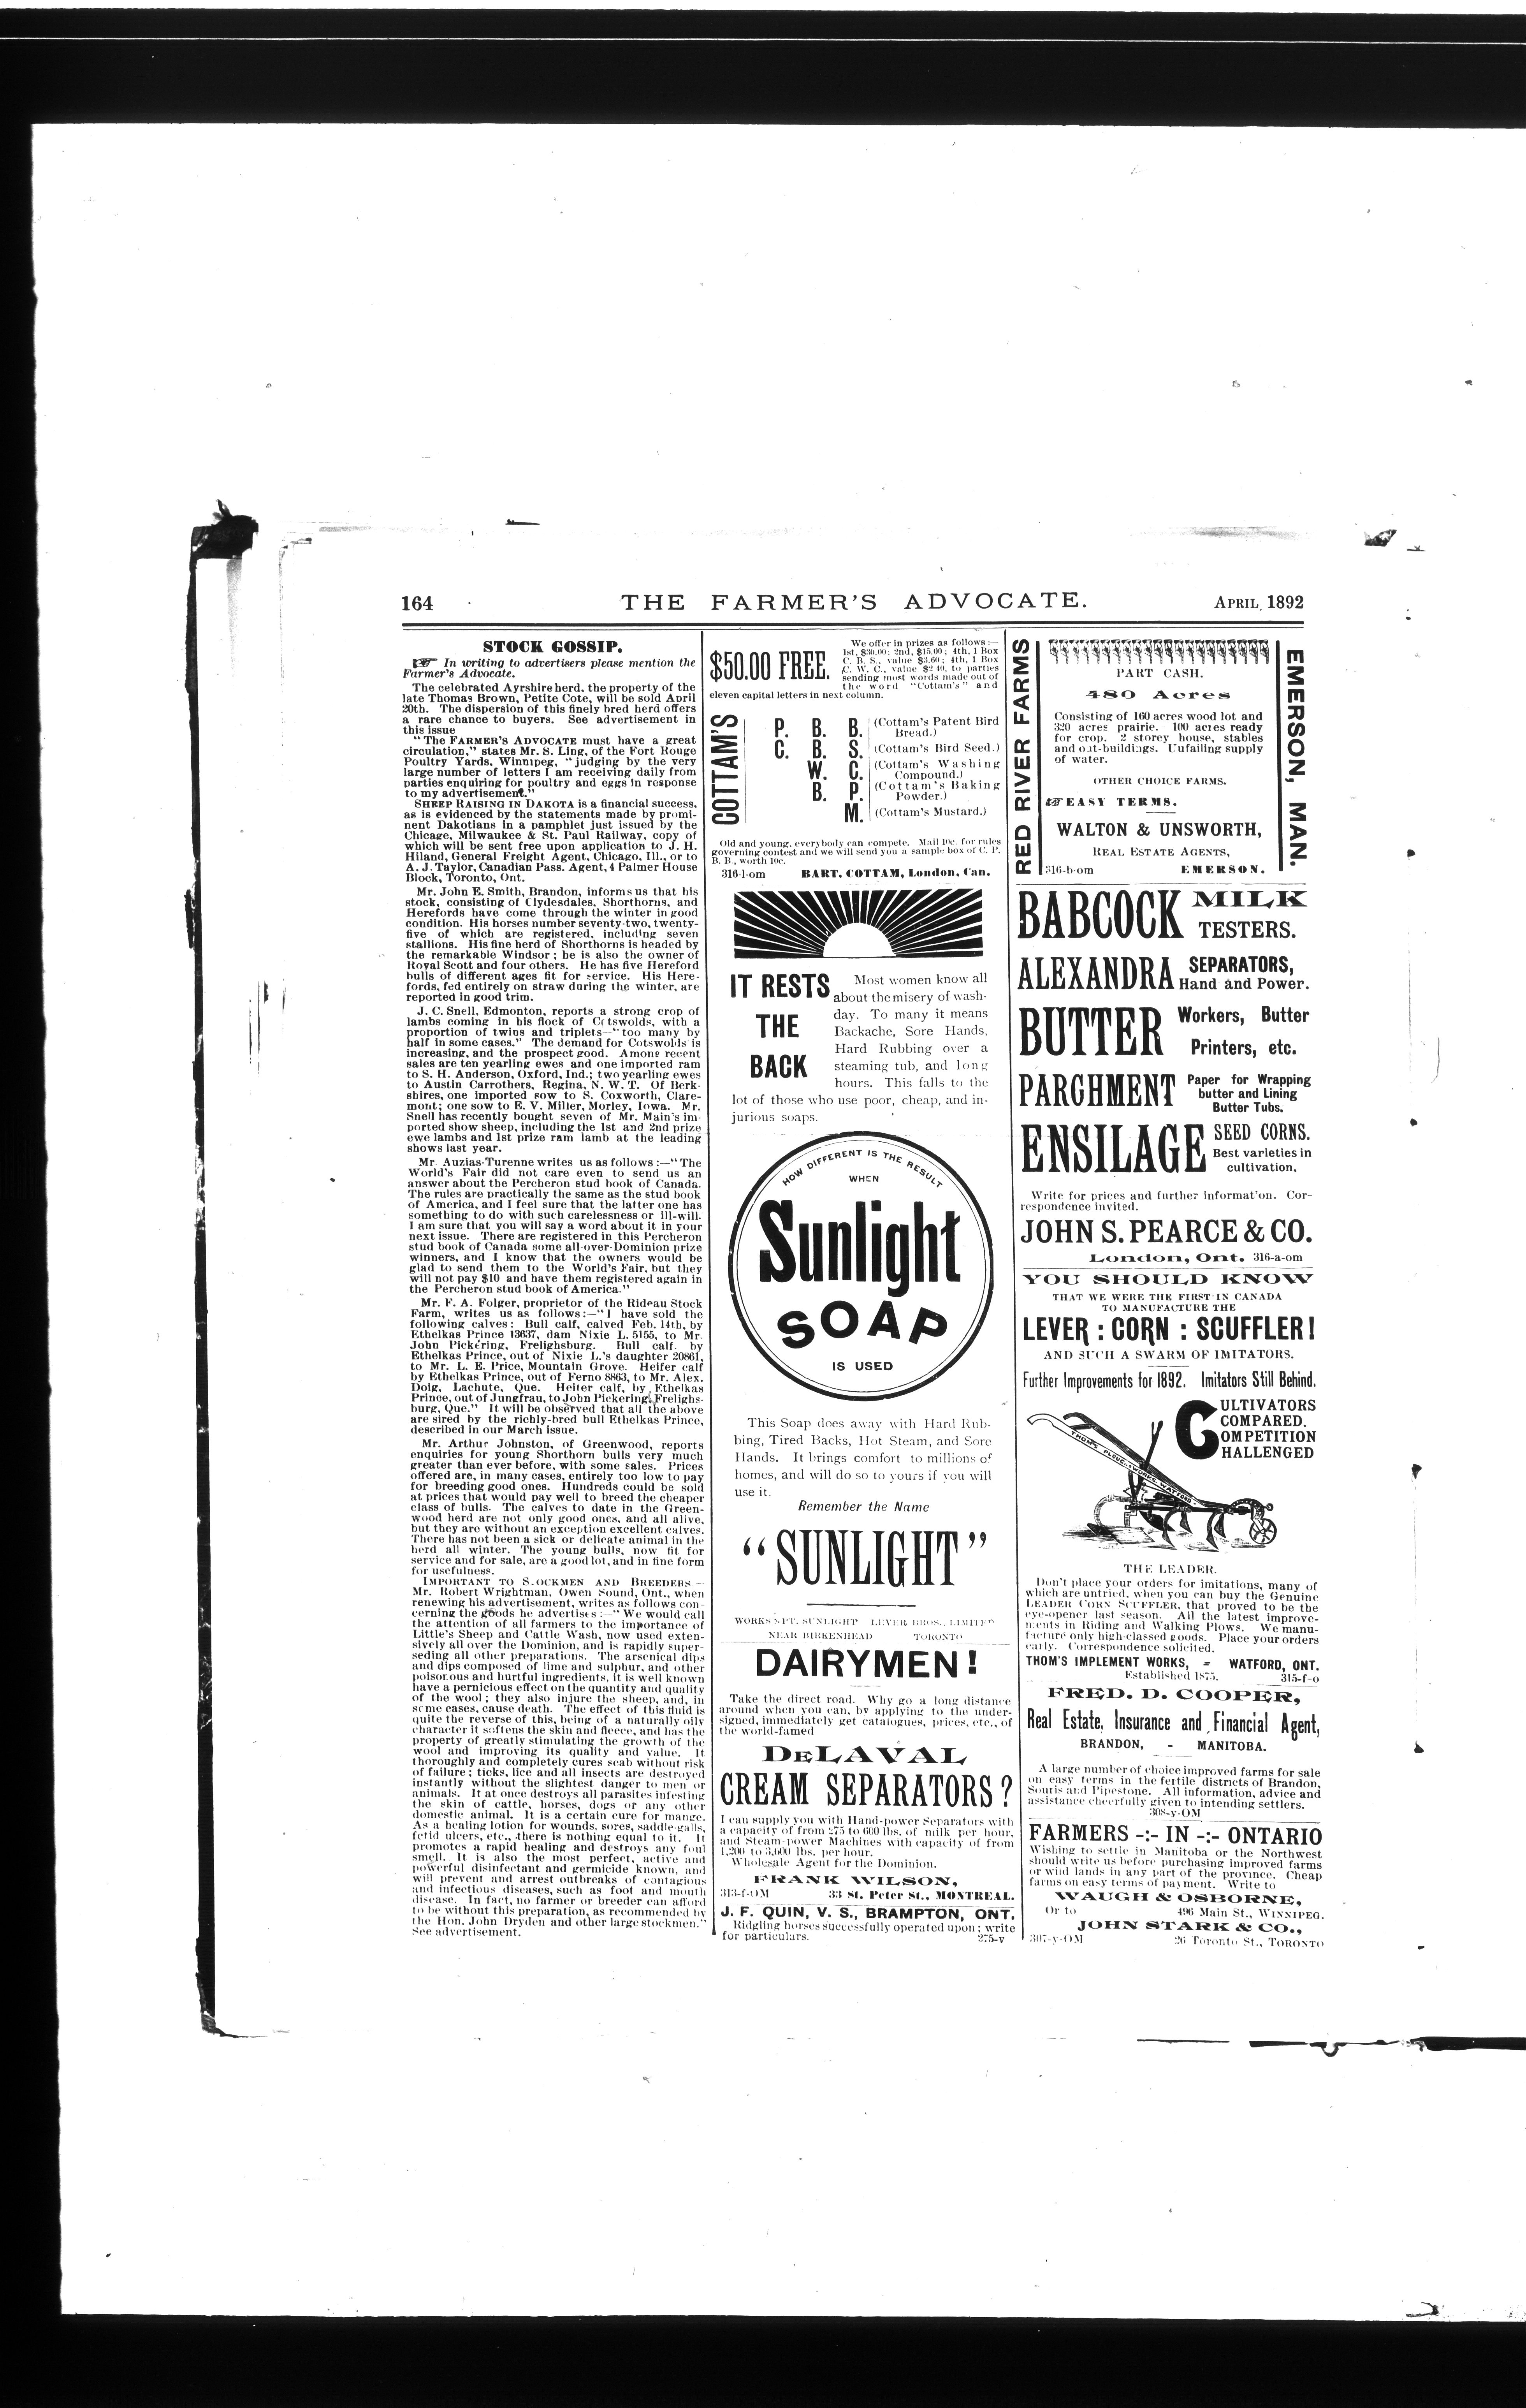 164 THE FARMER'S ADVOCATE. APRIL, 1892
STOCK GOSSIP.
In writing to advertisers please mention the
Farmer's Advocate.
The celebrated Ayrshire herd, the property of the
late Thomas Brown, Petite Cote, will be sold April
20th. The dispersion of this finely bred herd offers
a rare chance to buyers. See advertisement in
this issue
"The FARMER'S ADVOCATE must have a great
circulation," states Mr. S. Ling, of the Fort Rouge
Poultry Yards, Winnipeg, "judging by the very
large number of letters I am receiving daily from
parties enquiring for poultry and eggs in response
to my advertisement."
SHEEP RAISING IN DAKOTA is a financial success,
as is evidenced by the statements made by promi-
nent Dakotians in a pamphlet just issued by the
Chicago, Milwaukee & St. Paul Railway, copy of
which will be sent free upon application to J. H.
Hiland, General Freight Agent, Chicago, Ill., or to
A. J. Taylor, Canadian Pass. Agent, 4 Palmer House
Block, Toronto, Ont.
Mr. John E. Smith, Brandon, informs us that his
stock, consisting of Clydesdales, Shorthorns, and
Herefords have come through the winter in good
condition. His horses number seventy-two, twenty-
five of which are registered, including seven
stallions. His fine herd of Shorthorns is headed by
the remarkable Windsor; he is also the owner of
Royal Scott and four others. He has five Hereford
bulls of different ages fit for service. His Here-
fords, fed entirely on straw during the winter, are
reported in good trim.
J. C. Snell, Edmonton, reports a strong crop of
lambs coming in his flock of Cotswolds, with a
proportion of twins and triplets—"too many by
half in some cases." The demand for Cotswolds is
increasing, and the prospect good. Among recent
sales are ten yearling ewes and one imported ram
to S. H. Anderson, Oxford, Ind.; two yearling ewes
to Austin Carrothers, Regina, N. W. T. Of Berk-
shires, one imported sow to S. Coxworth, Clare-
mont; one sow to E. V. Miller, Morley, Iowa. Mr.
Snell has recently bought seven of Mr. Main's im-
ported show sheep, including the 1st and 2nd prize
ewe lambs and 1st prize ram lamb at the leading
shows last year.
Mr. Auzias-Turenne writes us as follows:—"The
World's Fair did not care even to send us an
answer about the Percheron stud book of Canada.
The rules are practically the same as the stud book
of America, and I feel sure that the latter one has
something to do with such carelessness or ill-will.
I am sure that you will say a word about it in your
next issue. There are registered in this Percheron
stud book of Canada some all-over-Dominion prize
winners, and I know that the owners would be
glad to send them to the World's Fair, but they
will not pay $10 and have them registered again in
the Percheron stud book of America."
Mr. F. A. Folger, proprietor of the Rideau Stock
Farm, writes us as follows:—"I have sold the
following calves: Bull calf, calved Feb. 14th, by
Ethelkas Prince 13637, dam Nixie L. 5155, to Mr.
John Pickering, Frelighsburg. Bull calf, by
Ethelkas Prince, out of Nixie L.'s daughter 20861,
to Mr. L. E. Price, Mountain Grove. Heifer calf
by Ethelkas Prince, out of Ferno 8863, to Mr. Alex.
Doig, Lachute, Que. Heifer calf, by Ethelkas
Prince, out of Jungfrau, to John Pickering, Frelighs-
burg, Que." It will be observed that all the above
are sired by the richly-bred bull Ethelkas Prince,
described in our March issue.
Mr. Arthur Johnston, of Greenwood, reports
enquiries for young Shorthorn bulls very much
greater than ever before, with some sales. Prices
offered are, in many cases, entirely too low to pay
for breeding good ones. Hundreds could be sold
at prices that would pay well to breed the cheaper
class of bulls. The calves to date in the Green-
wood herd are not only good ones, and all alive,
but they are without an exception excellent calves.
There has not been a sick or delicate animal in the
herd all winter. The young bulls, now fit for
service and for sale, are a good lot, and in fine form
for usefulness.
IMPORTANT TO STOCKMEN AND BREEDERS.—
Mr. Robert Wrightman, Owen Sound, Ont., when
renewing his advertisement, writes as follows con-
cerning the goods he advertises:—"We would call
the attention of all farmers to the importance of
Little's Sheep and Cattle Wash, now used exten-
sively all over the Dominion, and is rapidly super-
seding all other preparations. The arsenical dips
and dips composed of lime and sulphur, and other
poisonous and hurtful ingredients, it is well known
have a pernicious effect on the quantity and quality
of the wool; they also injure the sheep, and, in
some cases, cause death. The effect of this fluid is
quite the reverse of this, being of a naturally oily
character it softens the skin and fleece, and has the
property of greatly stimulating the growth of the
wool and improving its quality and value. It
thoroughly and completely cures scab without risk
of failure; ticks, lice and all insects are destroyed
instantly without the slightest danger to men or
animals. It at once destroys all parasites infesting
the skin of cattle, horses, dogs or any other
domestic animal. It is a certain cure for mange.
As a healing lotion for wounds, sores, saddle-galls,
fetid ulcers, etc., there is nothing equal to it. It
promotes a rapid healing and destroys any foul
smell. It is also the most perfect, active and
powerful disinfectant and germicide known, and
will prevent and arrest outbreaks of contagious
and infectious diseases, such as foot and mouth
disease. In fact, no farmer or breeder can afford
to be without this preparation, as recommended by
the Hon. John Dryden and other large stockmen."
See advertisement.
$50.00 FREE.
We offer in prizes as follows:—
1st, $30.00; 2nd, $15.00; 4th, 1 Box
C. B. S., value $3.60; 4th, 1 Box
C. W. C., value $2.40, to parties
sending most words made out of
the word "Cottam's" and
eleven capital letters in next column.
COTTAM'S
P. B. B. (Cottam's Patent Bird
Bread.)
C. B. S. (Cottam's Bird Seed.)
W. C. (Cottam's Washing
Compound.)
B. P. (Cottam's Baking
Powder.)
M. (Cottam's Mustard.)
Old and young, everybody can compete. Mail 10c. for rules
governing contest and we will send you a sample box of C. P.
B. B., worth 10c.
316-l-om BART. COTTAM, London, Can.
IT RESTS
THE
BACK
Most women know all
about the misery of wash-
day. To many it means
Backache, Sore Hands,
Hard Rubbing over a
steaming tub, and long
hours. This falls to the
lot of those who use poor, cheap, and in-
jurious soaps.
HOW DIFFERENT IS THE RESULT
WHEN
Sunlight
SOAP
IS USED
This Soap does away with Hard Rub-
bing, Tired Backs, Hot Steam, and Sore
Hands. It brings comfort to millions of
homes, and will do so to yours if you will
use it.
Remember the Name
"SUNLIGHT"
WORKS: PT. SUNLIGHT LEVER BROS., LIMITED
NEAR BIRKENHEAD TORONTO
DAIRYMEN!
Take the direct road. Why go a long distance
around when you can, by applying to the under-
signed, immediately get catalogues, prices, etc., of
the world-famed
DELAVAL
CREAM SEPARATORS?
I can supply you with Hand-power Separators with
a capacity of from 275 to 600 lbs. of milk per hour,
and Steam-power Machines with capacity of from
1,200 to 3,600 lbs. per hour.
Wholesale Agent for the Dominion.
FRANK WILSON,
313-f-OM 33 St. Peter St., MONTREAL.
J. F. QUIN, V. S., BRAMPTON, ONT.
Ridgling horses successfully operated upon; write
for particulars. 275-y
RED RIVER FARMS
PART CASH.
480 Acres
Consisting of 160 acres wood lot and
320 acres prairie. 100 acres ready
for crop. 2 storey house, stables
and out-buildings. Unfailing supply
of water.
OTHER CHOICE FARMS.
EASY TERMS.
WALTON & UNSWORTH,
REAL ESTATE AGENTS,
316-b-om EMERSON.
EMERSON, MAN.
BABCOCK MILK
TESTERS.
ALEXANDRA SEPARATORS,
Hand and Power.
BUTTER Workers, Butter
Printers, etc.
PARCHMENT Paper for Wrapping
butter and Lining
Butter Tubs.
ENSILAGE SEED CORNS.
Best varieties in
cultivation.
Write for prices and further informat'on. Cor-
respondence invited.
JOHN S. PEARCE & CO.
London, Ont. 316-a-om
YOU SHOULD KNOW
THAT WE WERE THE FIRST IN CANADA
TO MANUFACTURE THE
LEVER : CORN : SCUFFLER!
AND SUCH A SWARM OF IMITATORS.
Further Improvements for 1892. Imitators Still Behind.
CULTIVATORS
COMPARED.
COMPETITION
CHALLENGED
THOM'S PLOUGH WORKS, WATFORD
THE LEADER.
Don't place your orders for imitations, many of
which are untried, when you can buy the Genuine
LEADER CORN SCUFFLER, that proved to be the
eye-opener last season. All the latest improve-
ments in Riding and Walking Plows. We manu-
facture only high-classed goods. Place your orders
early. Correspondence solicited.
THOM'S IMPLEMENT WORKS, = WATFORD, ONT.
Established 1875. 315-f-o
FRED. D. COOPER,
Real Estate, Insurance and Financial Agent,
BRANDON, - MANITOBA.
A large number of choice improved farms for sale
on easy terms in the fertile districts of Brandon,
Souris and Pipestone. All information, advice and
assistance cheerfully given to intending settlers.
308-y-OM
FARMERS -:- IN -:- ONTARIO
Wishing to settle in Manitoba or the Northwest
should write us before purchasing improved farms
or wild lands in any part of the province. Cheap
farms on easy terms of payment. Write to
WAUGH & OSBORNE,
Or to 496 Main St., WINNIPEG.
JOHN STARK & CO.,
307-y-OM 26 Toronto St., TORONTO